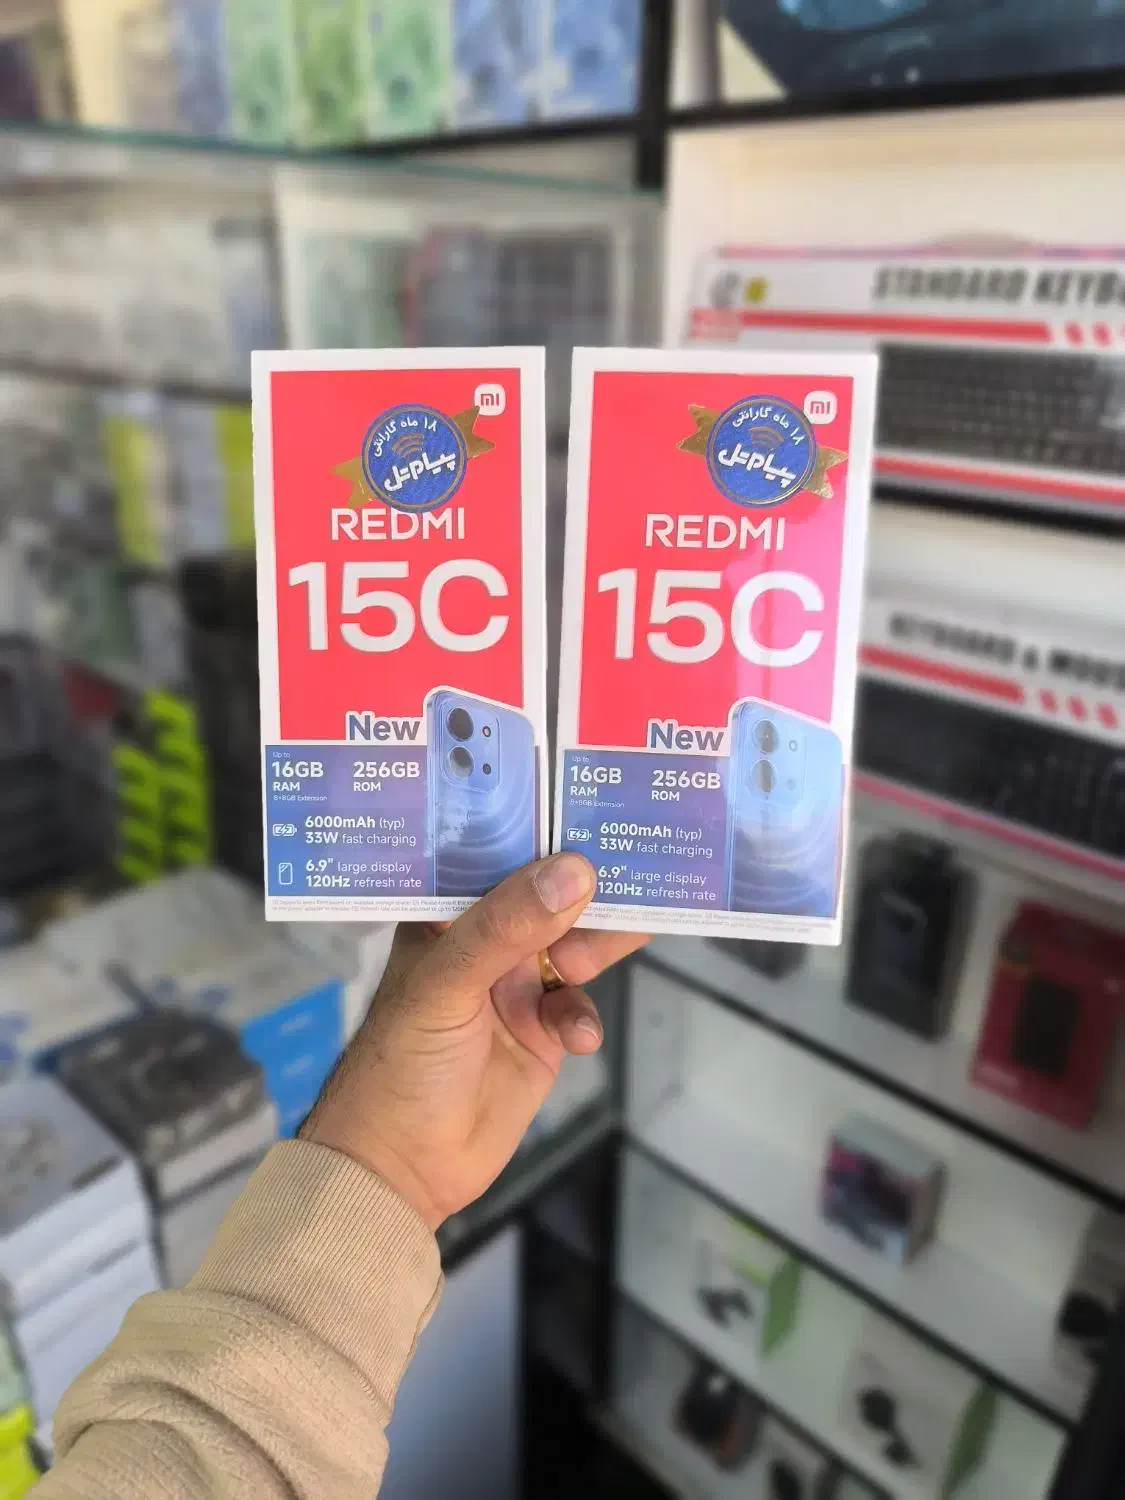 ۱۸ ماه گارانتی
پیام‌تل
REDMI
15C
New
Up to
16GB
RAM
8+8GB Extension
256GB
ROM
6000mAh (typ)
33W fast charging
6.9" large display
120Hz refresh rate
۱۸ ماه گارانتی
پیام‌تل
REDMI
15C
New
Up to
16GB
RAM
8+8GB Extension
256GB
ROM
6000mAh (typ)
33W fast charging
6.9" large display
120Hz refresh rate
STANDARD KEYB
KEYBOARD & MOUS